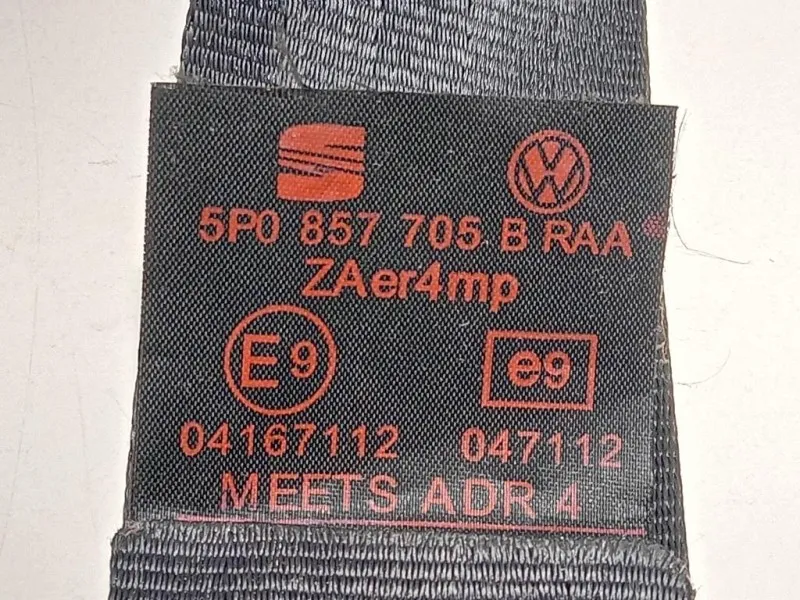 5P0 857 705 B RAA *
ZAer4mp
E9 e9
04167112 047112
MEETS ADR 4